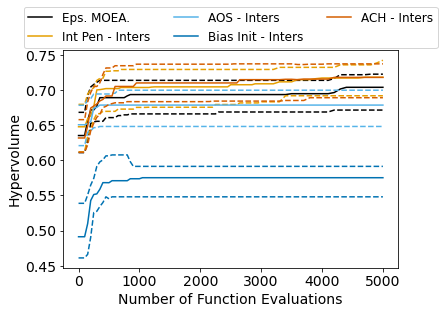 Eps. MOEA. AOS - Inters ACH - Inters
Int Pen - Inters Bias Init - Inters
0.75
0.70
0.65
0.60
0.55
0.50
0.45
Hypervolume
0 1000 2000 3000 4000 5000
Number of Function Evaluations